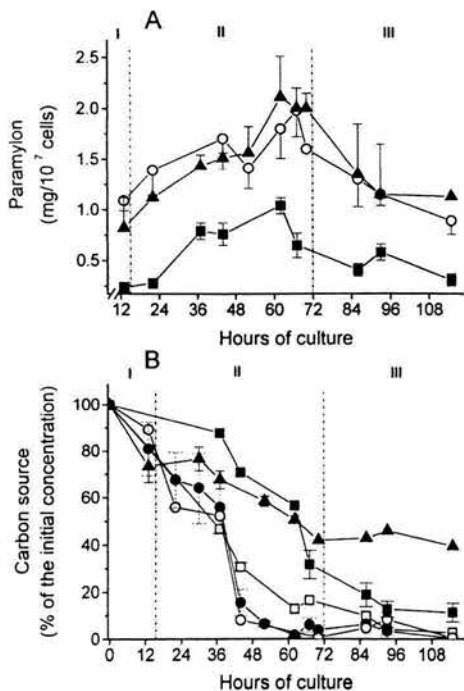 I A II III
Paramylon
(mg/10⁷ cells)
2.5
2.0
1.5
1.0
0.5
12 24 36 48 60 72 84 96 108
Hours of culture
I B II III
Carbon source
(% of the initial concentration)
100
80
60
40
20
0
0 12 24 36 48 60 72 84 96 108
Hours of culture